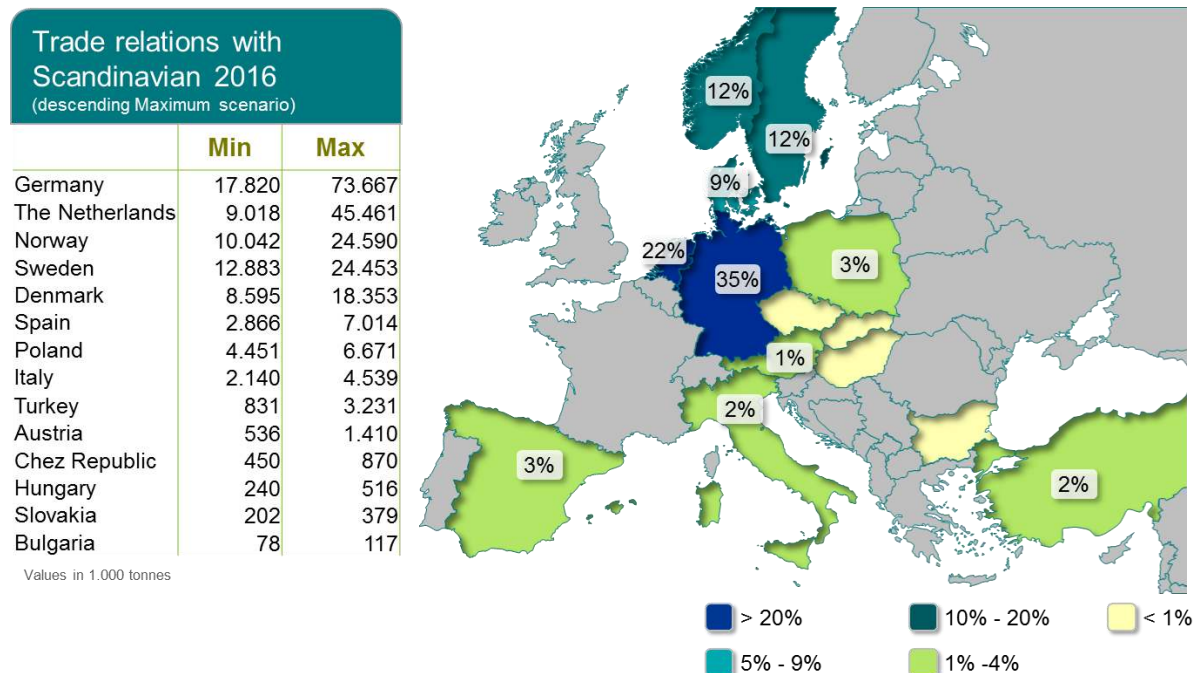 Trade relations with
Scandinavian 2016
(descending Maximum scenario)
Min Max
Germany 17.820 73.667
The Netherlands 9.018 45.461
Norway 10.042 24.590
Sweden 12.883 24.453
Denmark 8.595 18.353
Spain 2.866 7.014
Poland 4.451 6.671
Italy 2.140 4.539
Turkey 831 3.231
Austria 536 1.410
Chez Republic 450 870
Hungary 240 516
Slovakia 202 379
Bulgaria 78 117
Values in 1.000 tonnes
12%
12%
9%
22%
35%
3%
1%
2%
3%
2%
> 20% 10% - 20% < 1%
5% - 9% 1% -4%